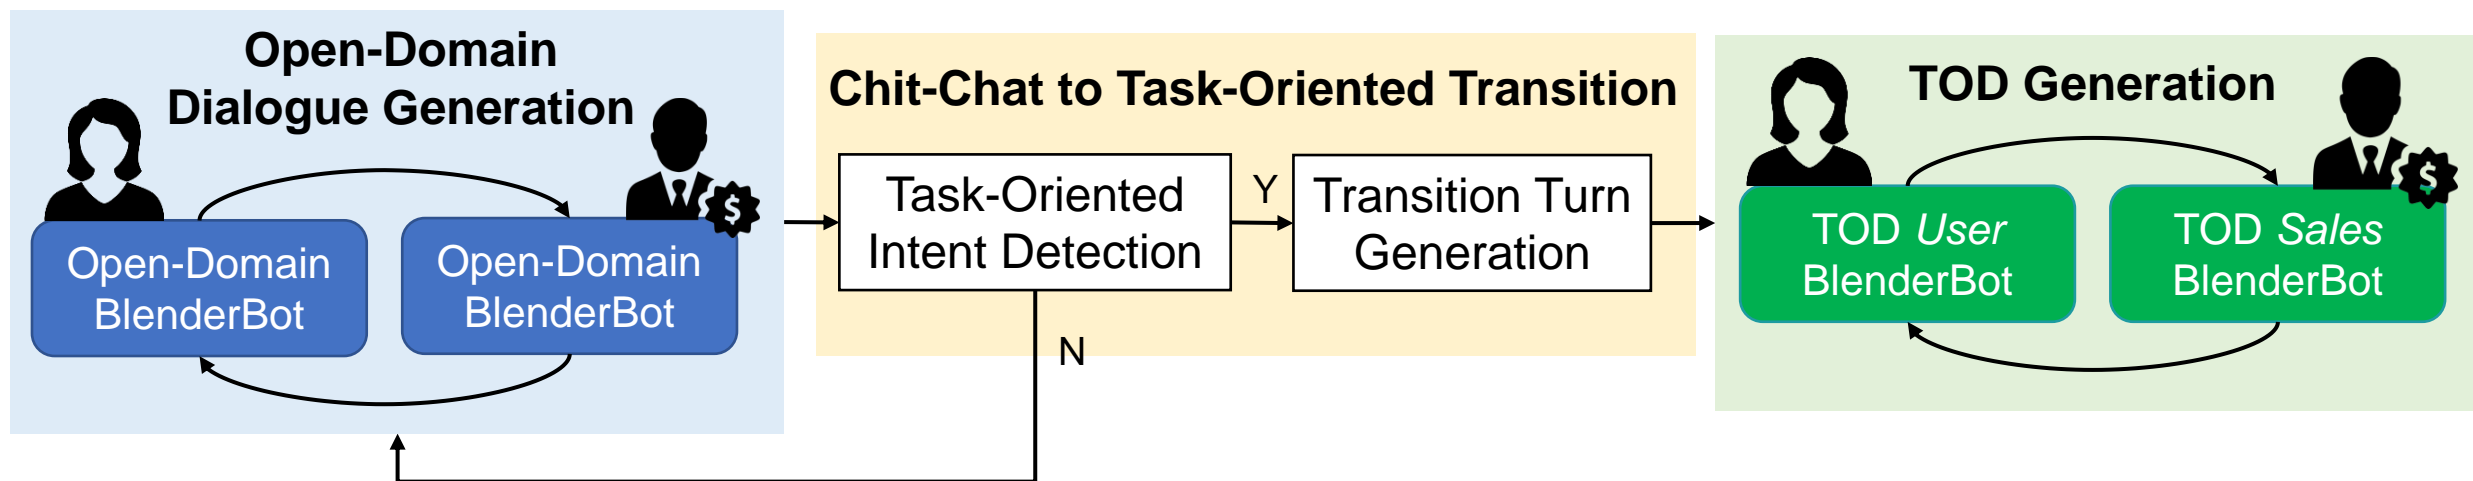 Open-Domain
Dialogue Generation
$
Open-Domain
BlenderBot
Open-Domain
BlenderBot
Chit-Chat to Task-Oriented Transition
Task-Oriented
Intent Detection
Y
Transition Turn
Generation
N
TOD Generation
$
TOD User
BlenderBot
TOD Sales
BlenderBot